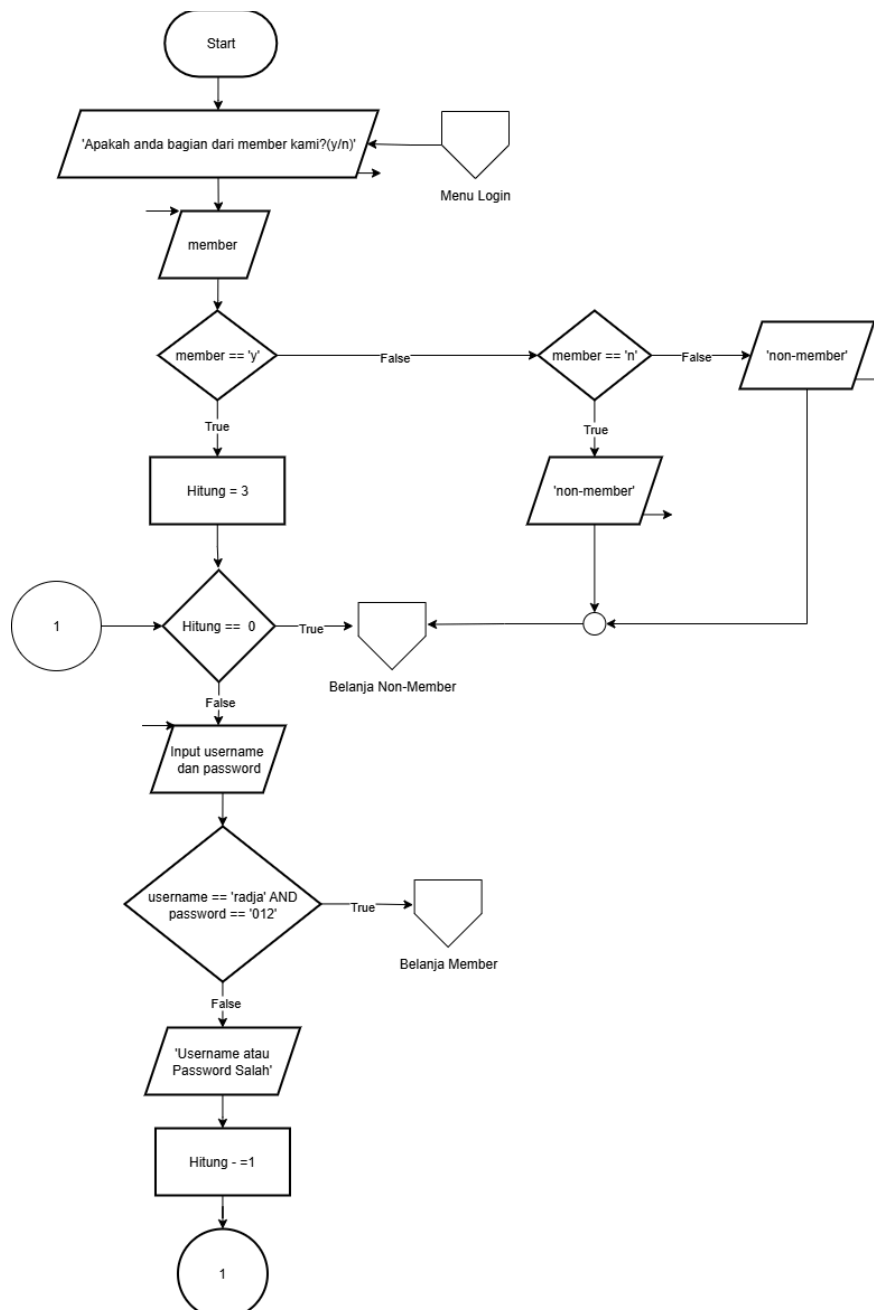 Start
'Apakah anda bagian dari member kami?(y/n)'
Menu Login
member
member == 'y'
False
member == 'n'
False
'non-member'
True
True
Hitung = 3
'non-member'
1
Hitung == 0
True
Belanja Non-Member
False
Input username
dan password
username == 'radja' AND
password == '012'
True
Belanja Member
False
'Username atau
Password Salah'
Hitung - =1
1